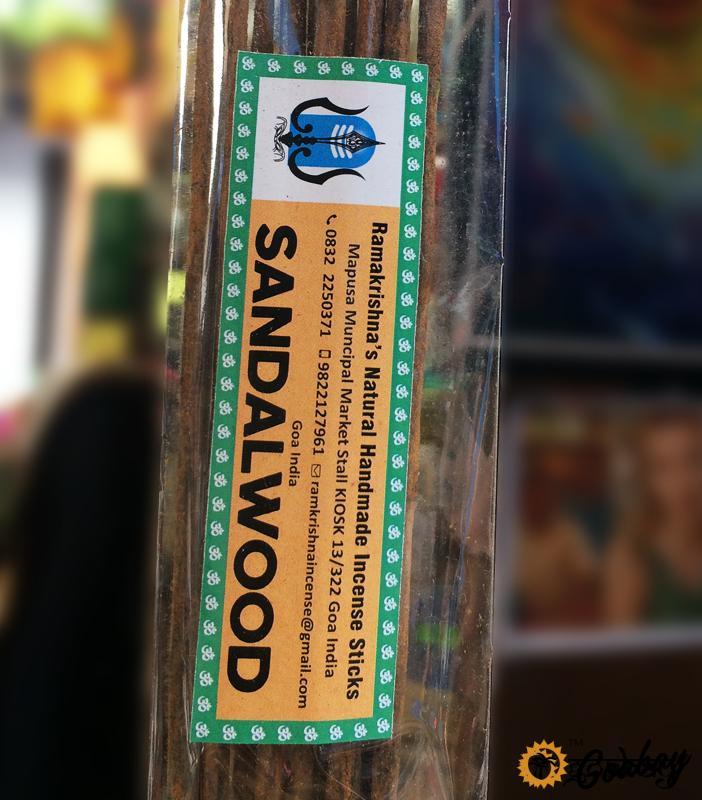 Ramakrishna's Natural Handmade Incense Sticks
Mapusa Muncipal Market Stall KIOSK 13/322 Goa India
0832 2250371 9822127961 ramkrishnaincense@gmail.com
Goa India
SANDALWOOD
TM